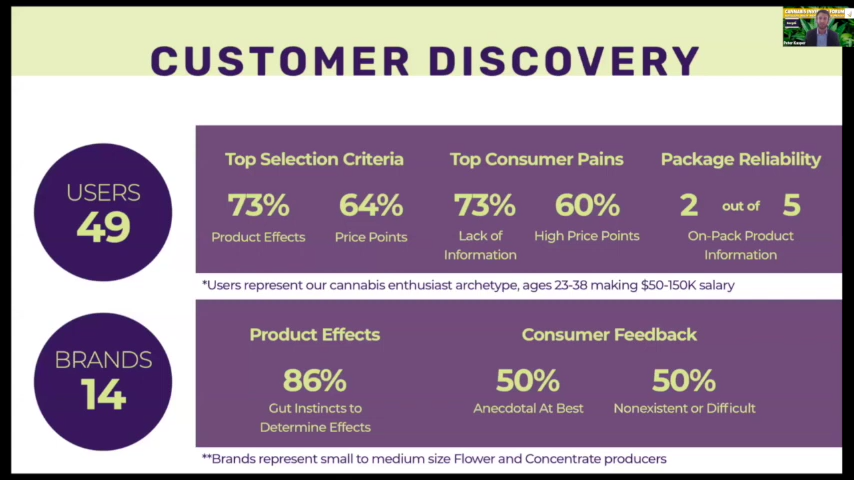 CUSTOMER DISCOVERY
Peter Gaspar
USERS
49
Top Selection Criteria
73%
Product Effects
64%
Price Points
Top Consumer Pains
73%
Lack of
Information
60%
High Price Points
Package Reliability
2 out of 5
On-Pack Product
Information
*Users represent our cannabis enthusiast archetype, ages 23-38 making $50-150K salary
BRANDS
14
Product Effects
86%
Gut Instincts to
Determine Effects
Consumer Feedback
50%
Anecdotal At Best
50%
Nonexistent or Difficult
**Brands represent small to medium size Flower and Concentrate producers